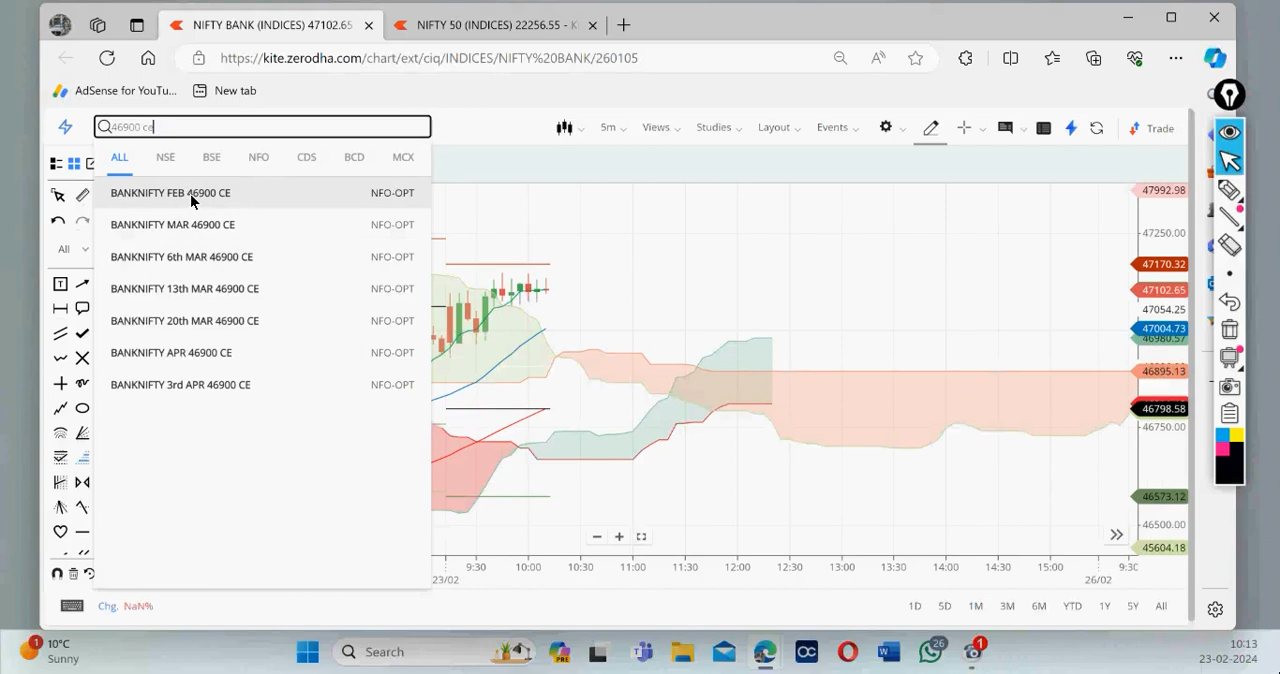 NIFTY BANK (INDICES) 47102.65
NIFTY 50 (INDICES) 22256.55 - K
https://kite.zerodha.com/chart/ext/ciq/INDICES/NIFTY%20BANK/260105
AdSense for YouTu...
New tab
46900 ce
5m
Views
Studies
Layout
Events
Trade
ALL
NSE
BSE
NFO
CDS
BCD
MCX
BANKNIFTY FEB 46900 CE NFO-OPT
BANKNIFTY MAR 46900 CE NFO-OPT
BANKNIFTY 6th MAR 46900 CE NFO-OPT
BANKNIFTY 13th MAR 46900 CE NFO-OPT
BANKNIFTY 20th MAR 46900 CE NFO-OPT
BANKNIFTY APR 46900 CE NFO-OPT
BANKNIFTY 3rd APR 46900 CE NFO-OPT
All
47992.98
47250.00
47170.32
47102.65
47054.25
47004.73
46980.57
46895.13
46798.58
46750.00
46573.12
46500.00
45604.18
9:30
10:00
10:30
11:00
11:30
12:00
12:30
13:00
13:30
14:00
14:30
15:00
9:30
23/02
26/02
Chg. NaN%
1D
5D
1M
3M
6M
YTD
1Y
5Y
All
10°C
Sunny
Search
PRE
26
1
1
10:13
23-02-2024